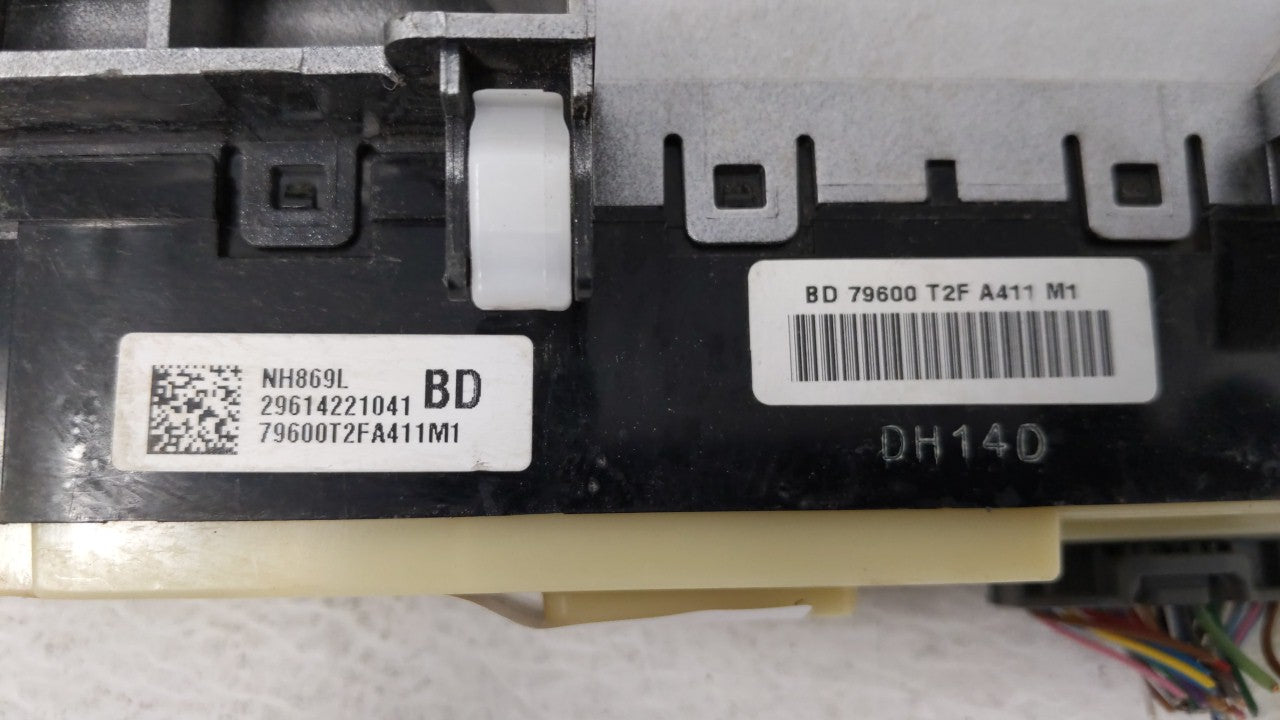 NH869L
29614221041 BD
79600T2FA411M1
BD 79600 T2F A411 M1
DH14D